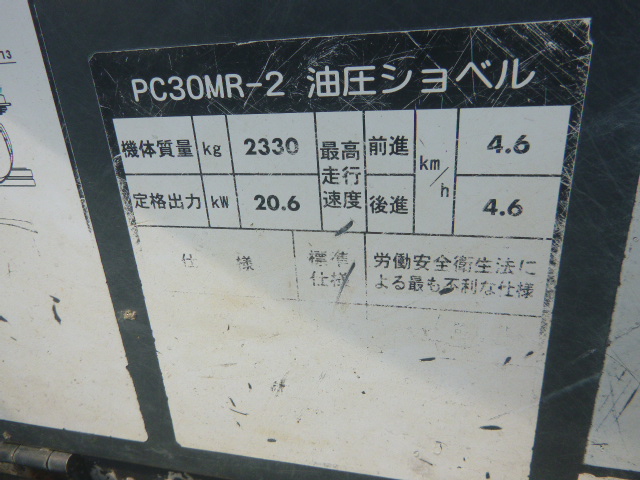 13
PC30MR-2 油圧ショベル
機体質量 kg 2330 最高走行速度 前進 km/h 4.6
定格出力 kW 20.6 後進 4.6
仕様 標準仕様 労働安全衛生法による最も不利な仕様